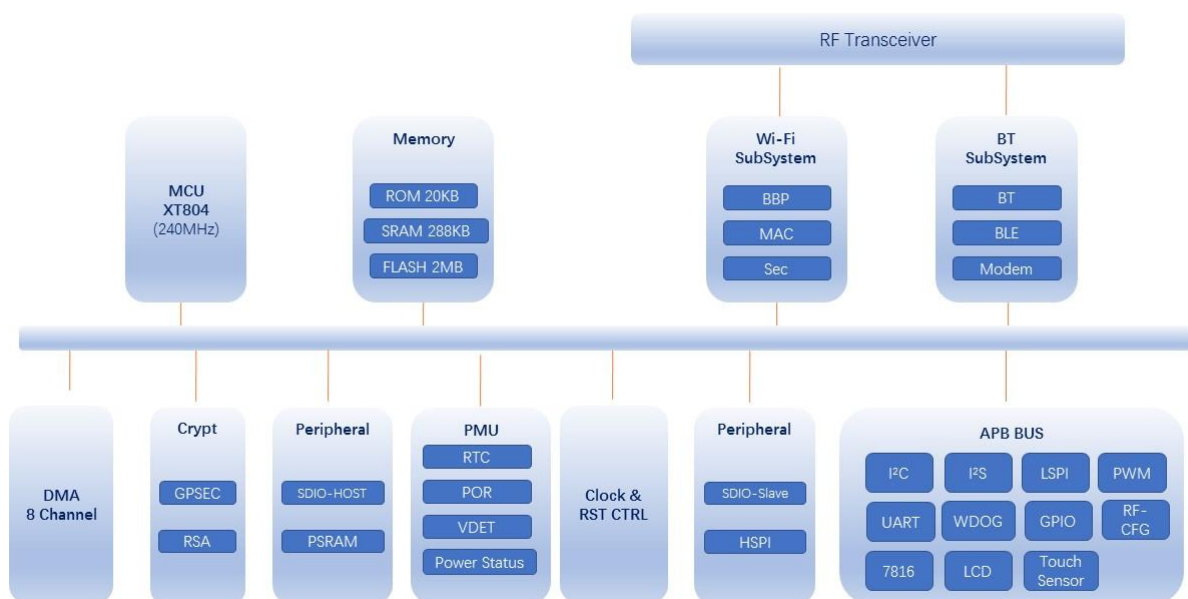 RF Transceiver
MCU
XT804
(240MHz)
Memory
ROM 20KB
SRAM 288KB
FLASH 2MB
Wi-Fi
SubSystem
BBP
MAC
Sec
BT
SubSystem
BT
BLE
Modem
DMA
8 Channel
Crypt
GPSEC
RSA
Peripheral
SDIO-HOST
PSRAM
PMU
RTC
POR
VDET
Power Status
Clock &
RST CTRL
Peripheral
SDIO-Slave
HSPI
APB BUS
I²C
I²S
LSPI
PWM
UART
WDOG
GPIO
RF-
CFG
7816
LCD
Touch
Sensor